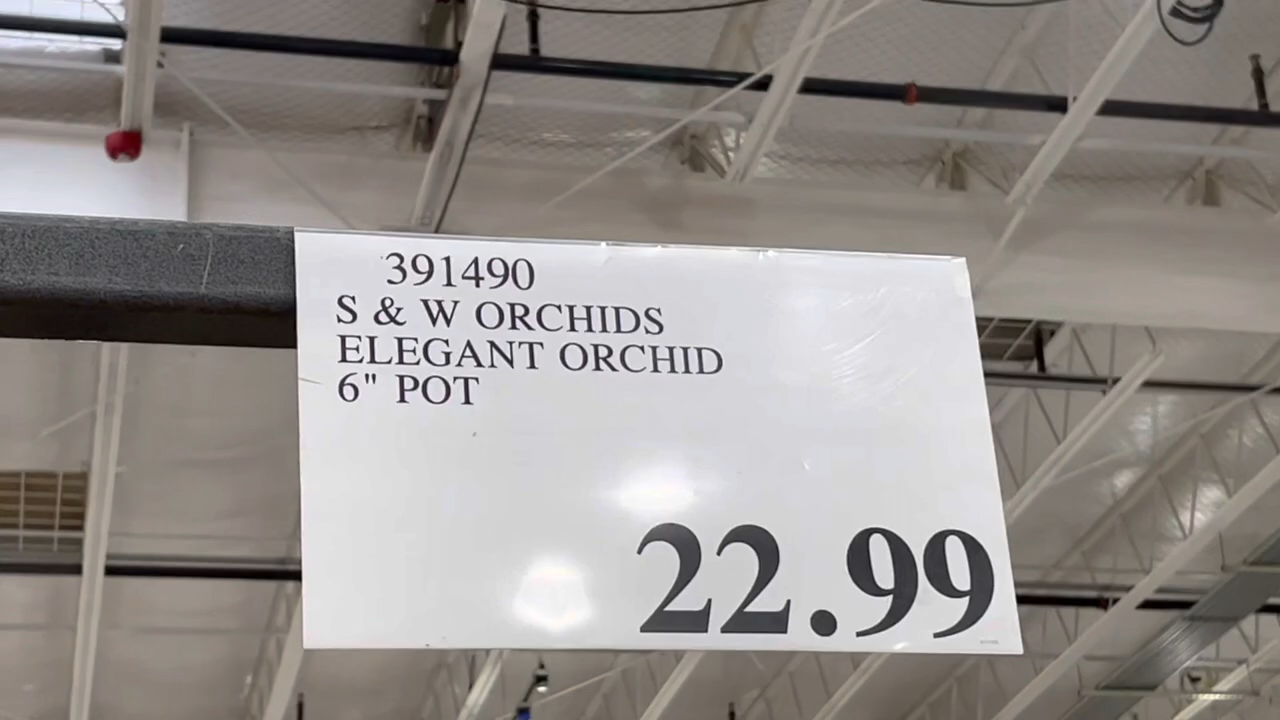 391490
S & W ORCHIDS
ELEGANT ORCHID
6" POT
22.99